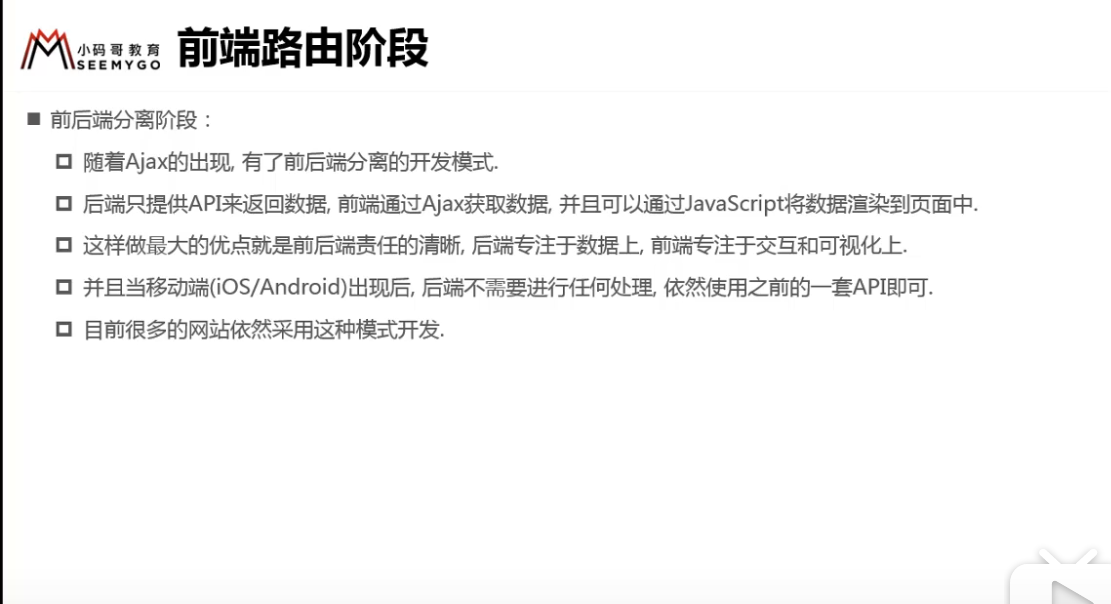 小码哥教育
SEEMYGO
前端路由阶段
前后端分离阶段：
随着Ajax的出现, 有了前后端分离的开发模式.
后端只提供API来返回数据, 前端通过Ajax获取数据, 并且可以通过JavaScript将数据渲染到页面中.
这样做最大的优点就是前后端责任的清晰, 后端专注于数据上, 前端专注于交互和可视化上.
并且当移动端(iOS/Android)出现后, 后端不需要进行任何处理, 依然使用之前的一套API即可.
目前很多的网站依然采用这种模式开发.